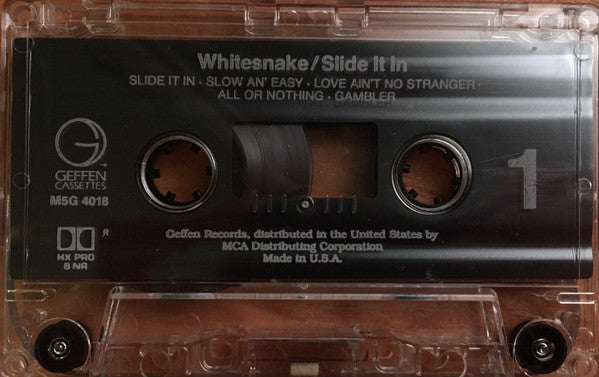 Whitesnake/Slide It In
SLIDE IT IN · SLOW AN' EASY · LOVE AIN'T NO STRANGER ·
ALL OR NOTHING · GAMBLER
G
GEFFEN
CASSETTES
TM
M5G 4018
1
Geffen Records, distributed in the United States by
MCA Distributing Corporation
Made in U.S.A.
R
HX PRO
B NR